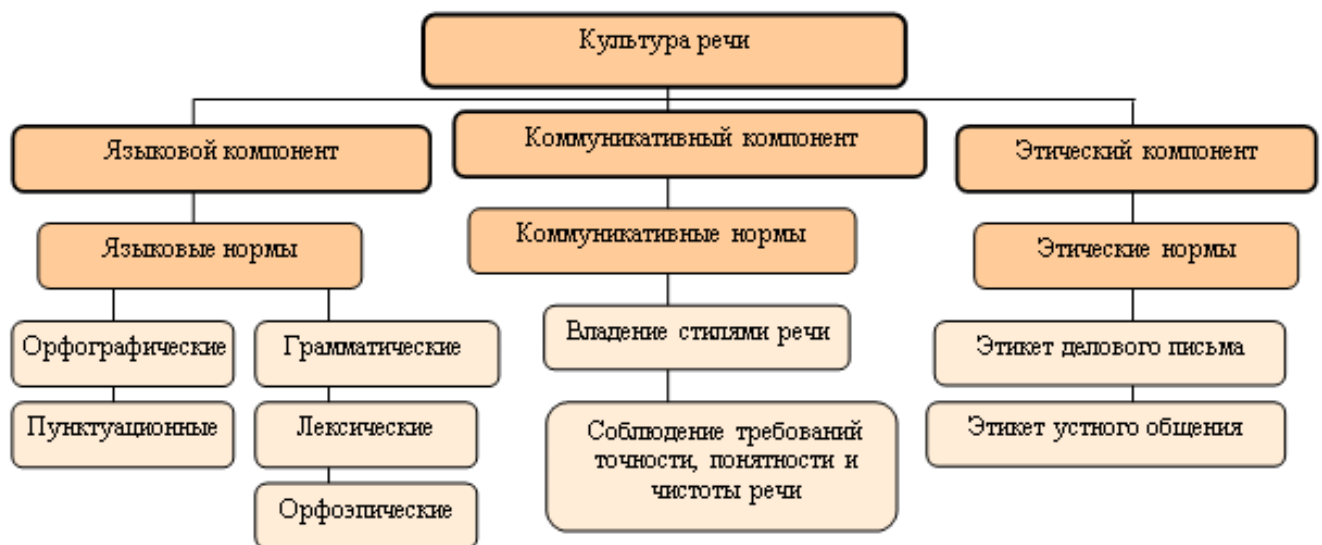 Культура речи
Языковой компонент
Коммуникативный компонент
Этический компонент
Языковые нормы
Коммуникативные нормы
Этические нормы
Орфографические
Грамматические
Владение стилями речи
Этикет делового письма
Пунктуационные
Лексические
Соблюдение требований
точности, понятности и
чистоты речи
Этикет устного общения
Орфоэпические